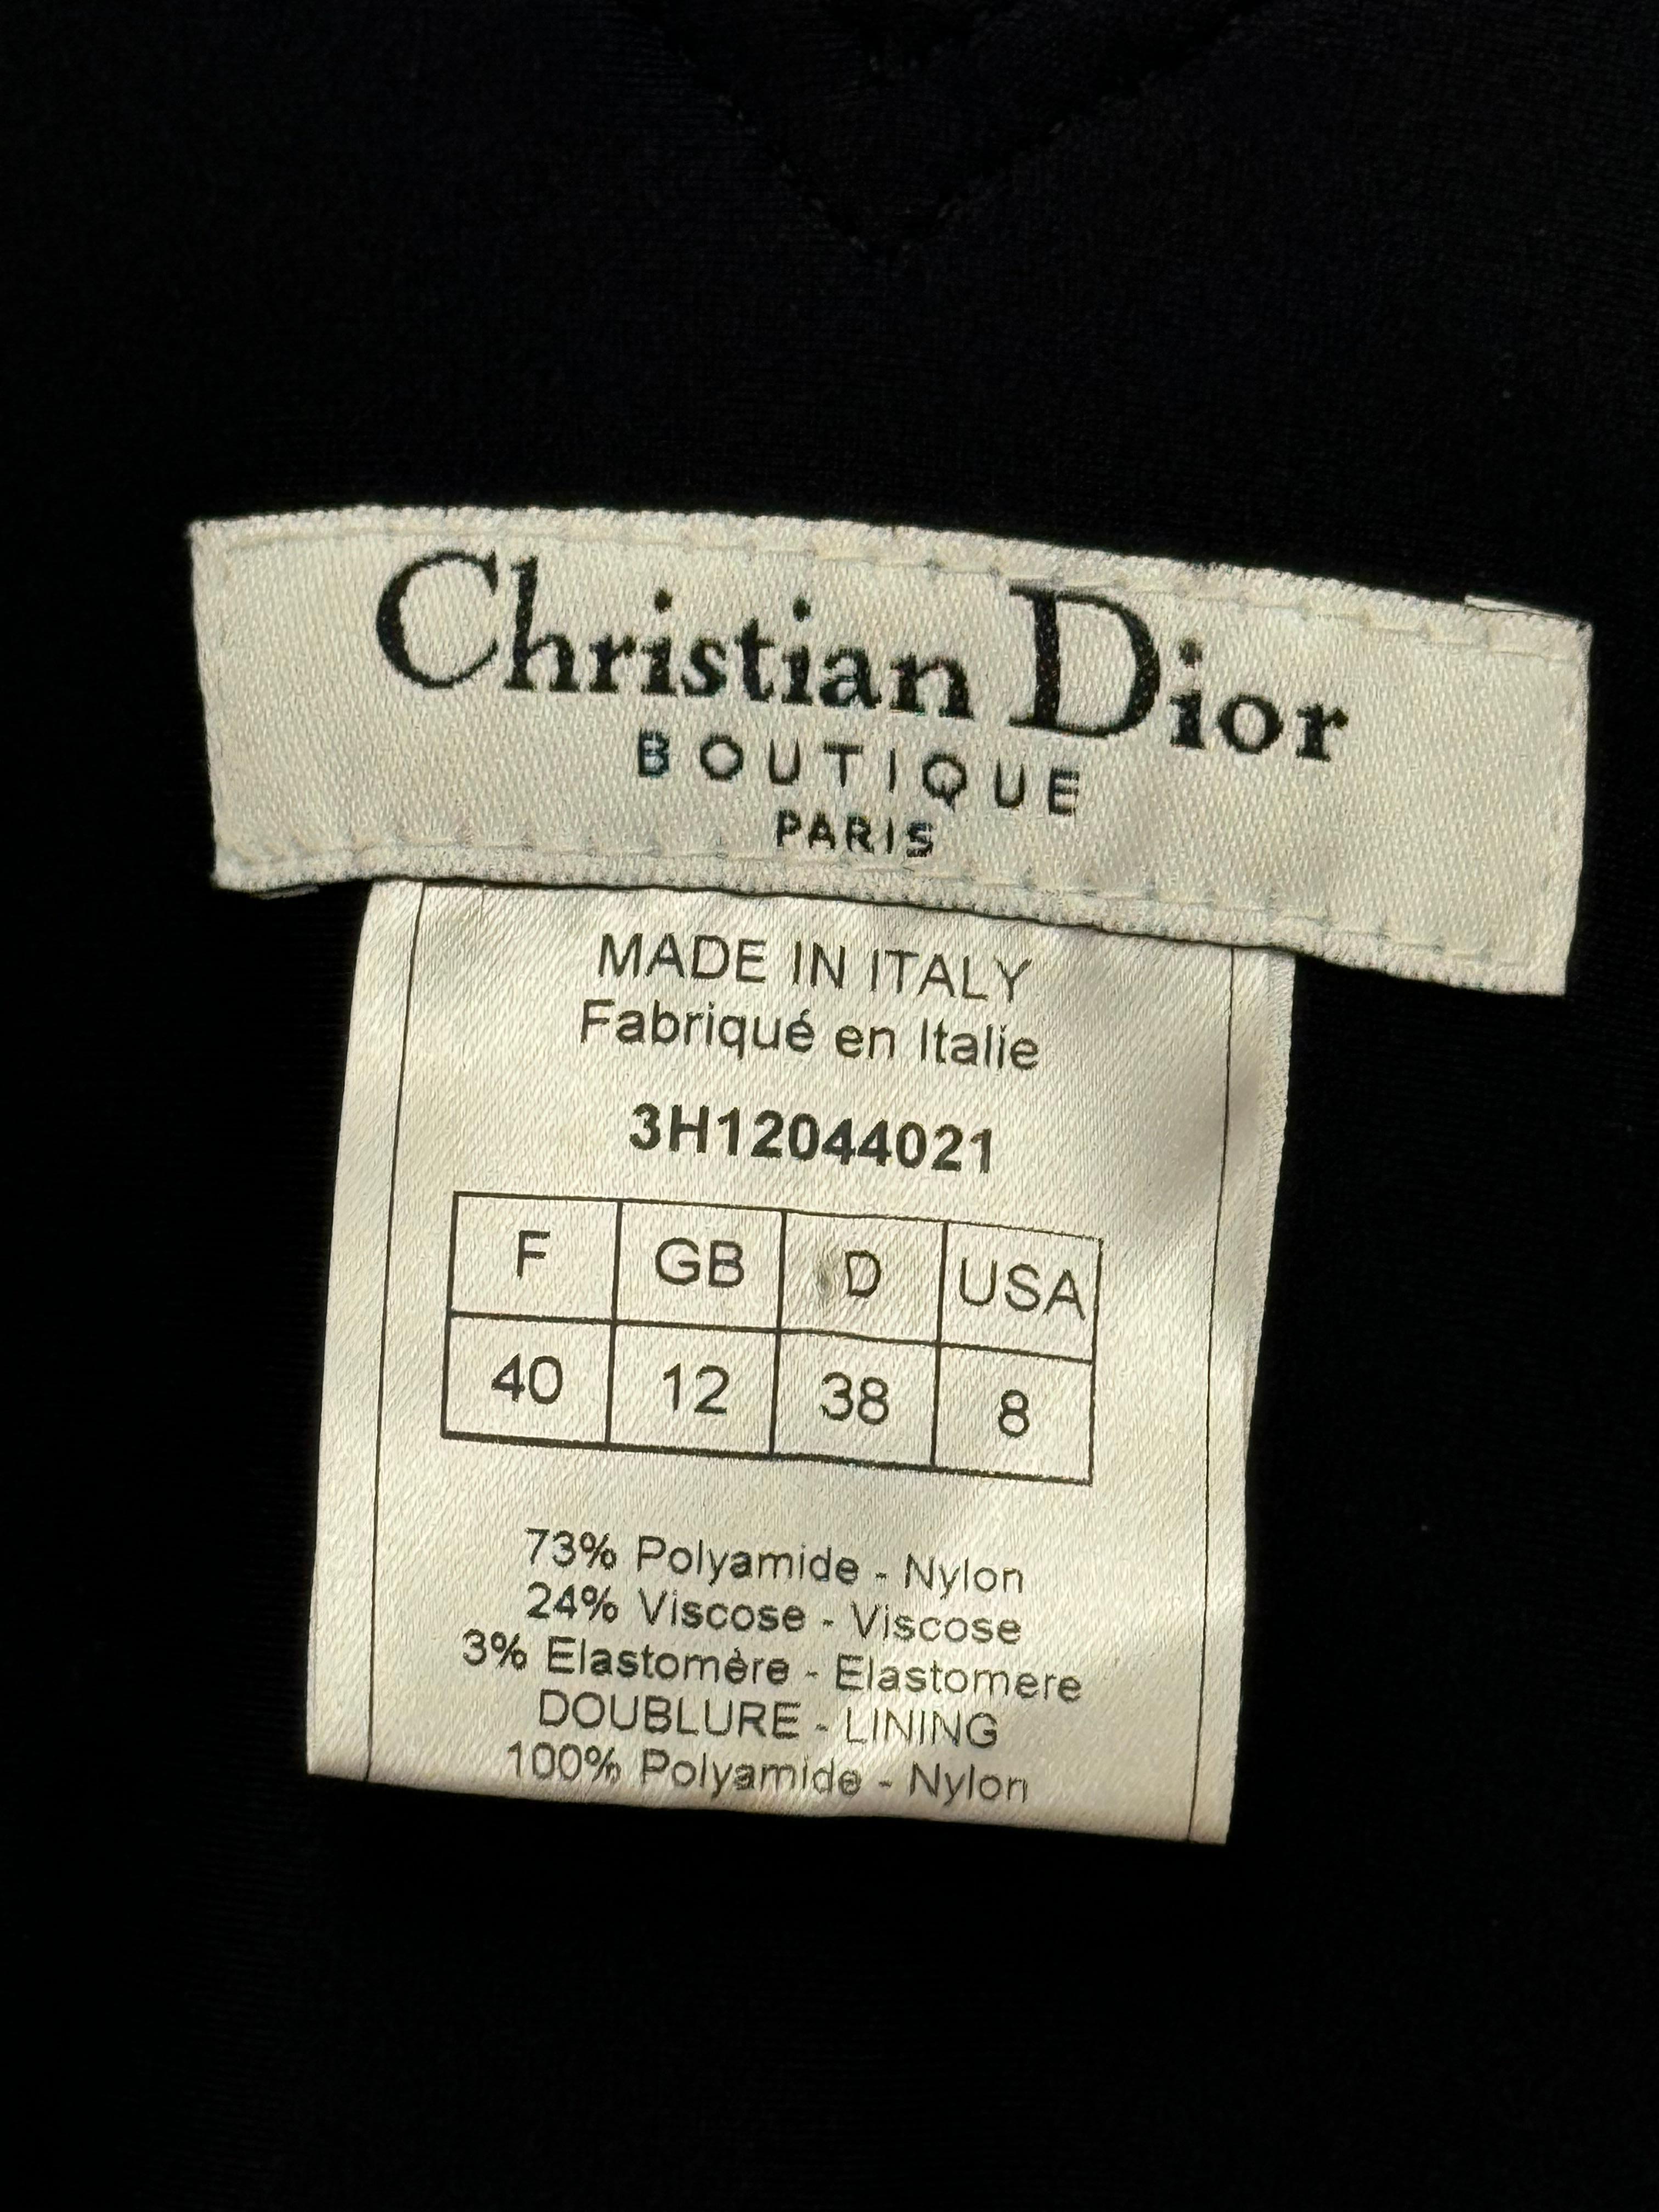 Christian Dior
BOUTIQUE
PARIS
MADE IN ITALY
Fabriqué en Italie
3H12044021
F GB D USA
40 12 38 8
73% Polyamide - Nylon
24% Viscose - Viscose
3% Elastomère - Elastomere
DOUBLURE - LINING
100% Polyamide - Nylon